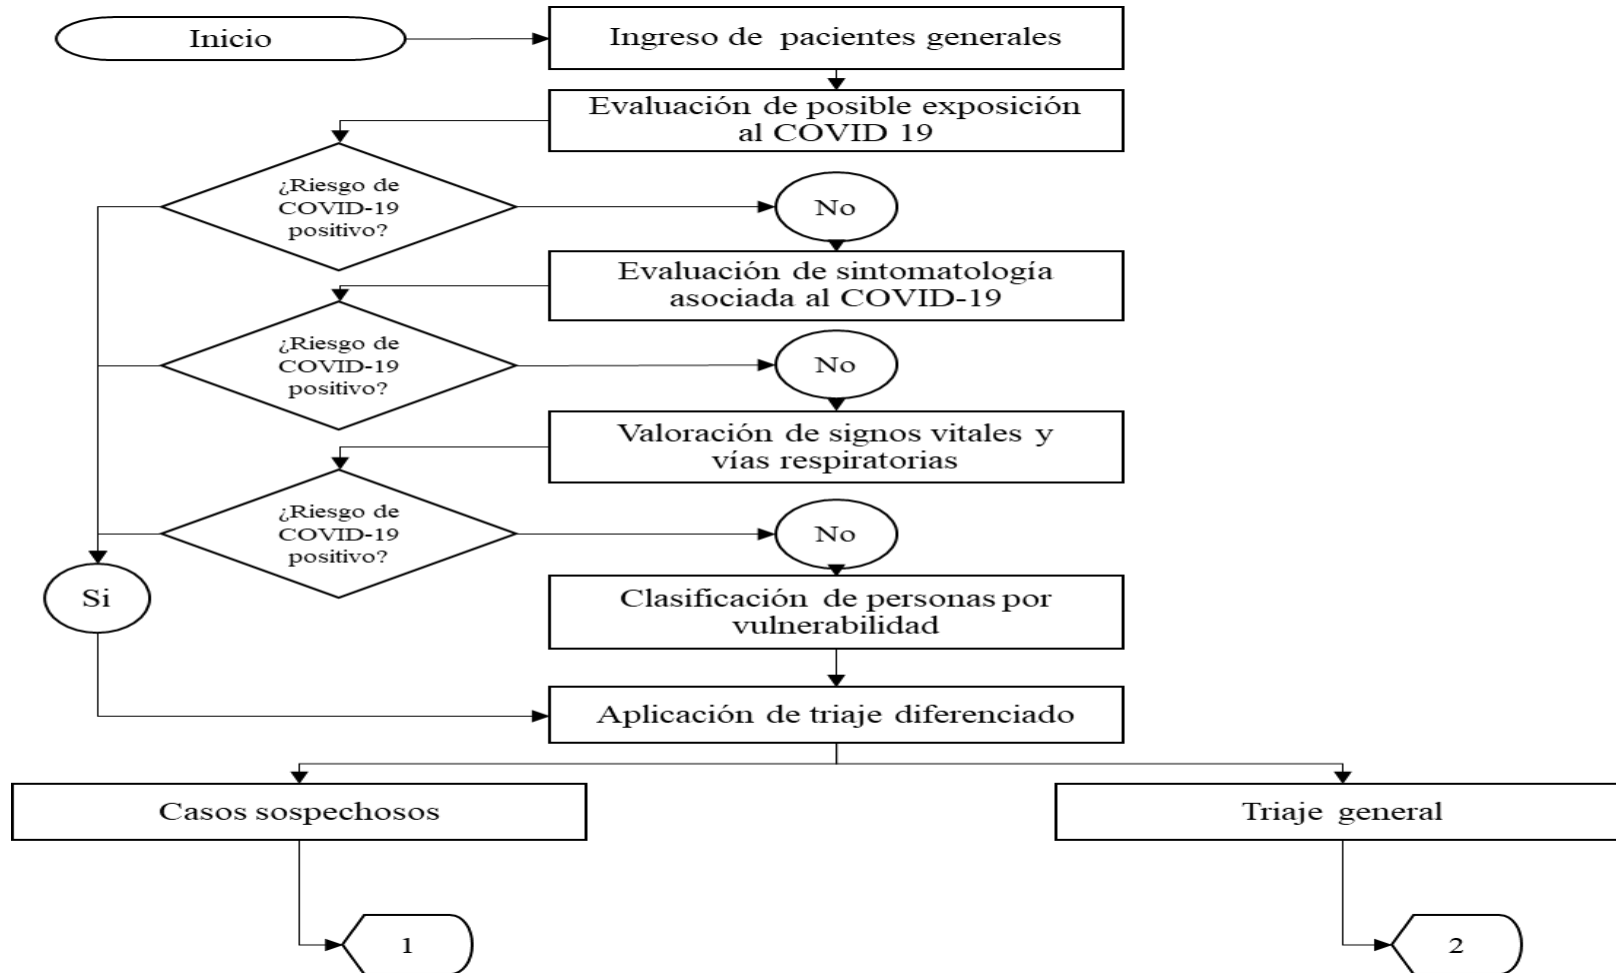 Inicio
Ingreso de pacientes generales
Evaluación de posible exposición
al COVID 19
¿Riesgo de
COVID-19
positivo?
No
Evaluación de sintomatología
asociada al COVID-19
¿Riesgo de
COVID-19
positivo?
No
Valoración de signos vitales y
vías respiratorias
¿Riesgo de
COVID-19
positivo?
No
Si
Clasificación de personas por
vulnerabilidad
Aplicación de triaje diferenciado
Casos sospechosos
Triaje general
1
2